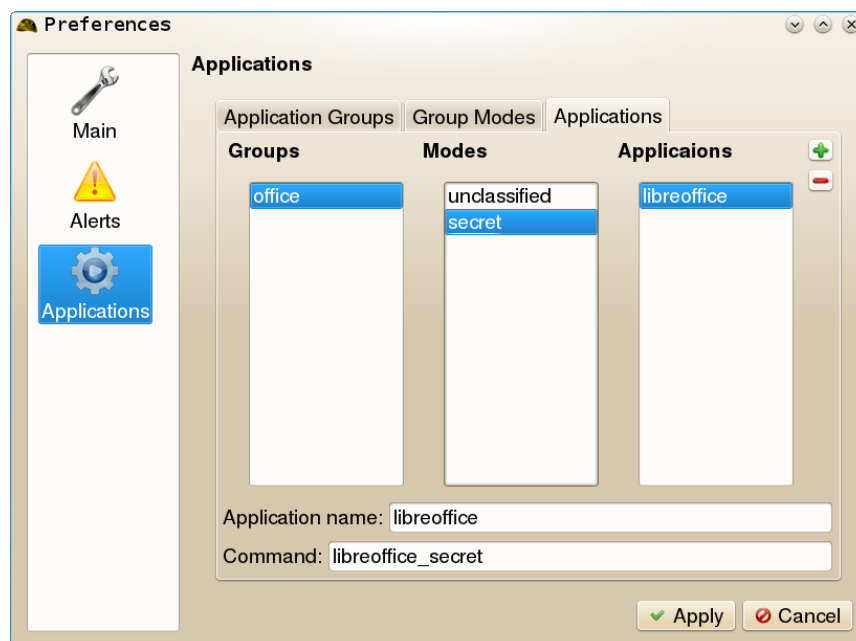 Preferences
Applications
Main
Alerts
Applications
Application Groups Group Modes Applications
Groups Modes Applicaions
office unclassified libreoffice
secret
Application name: libreoffice
Command: libreoffice_secret
Apply Cancel